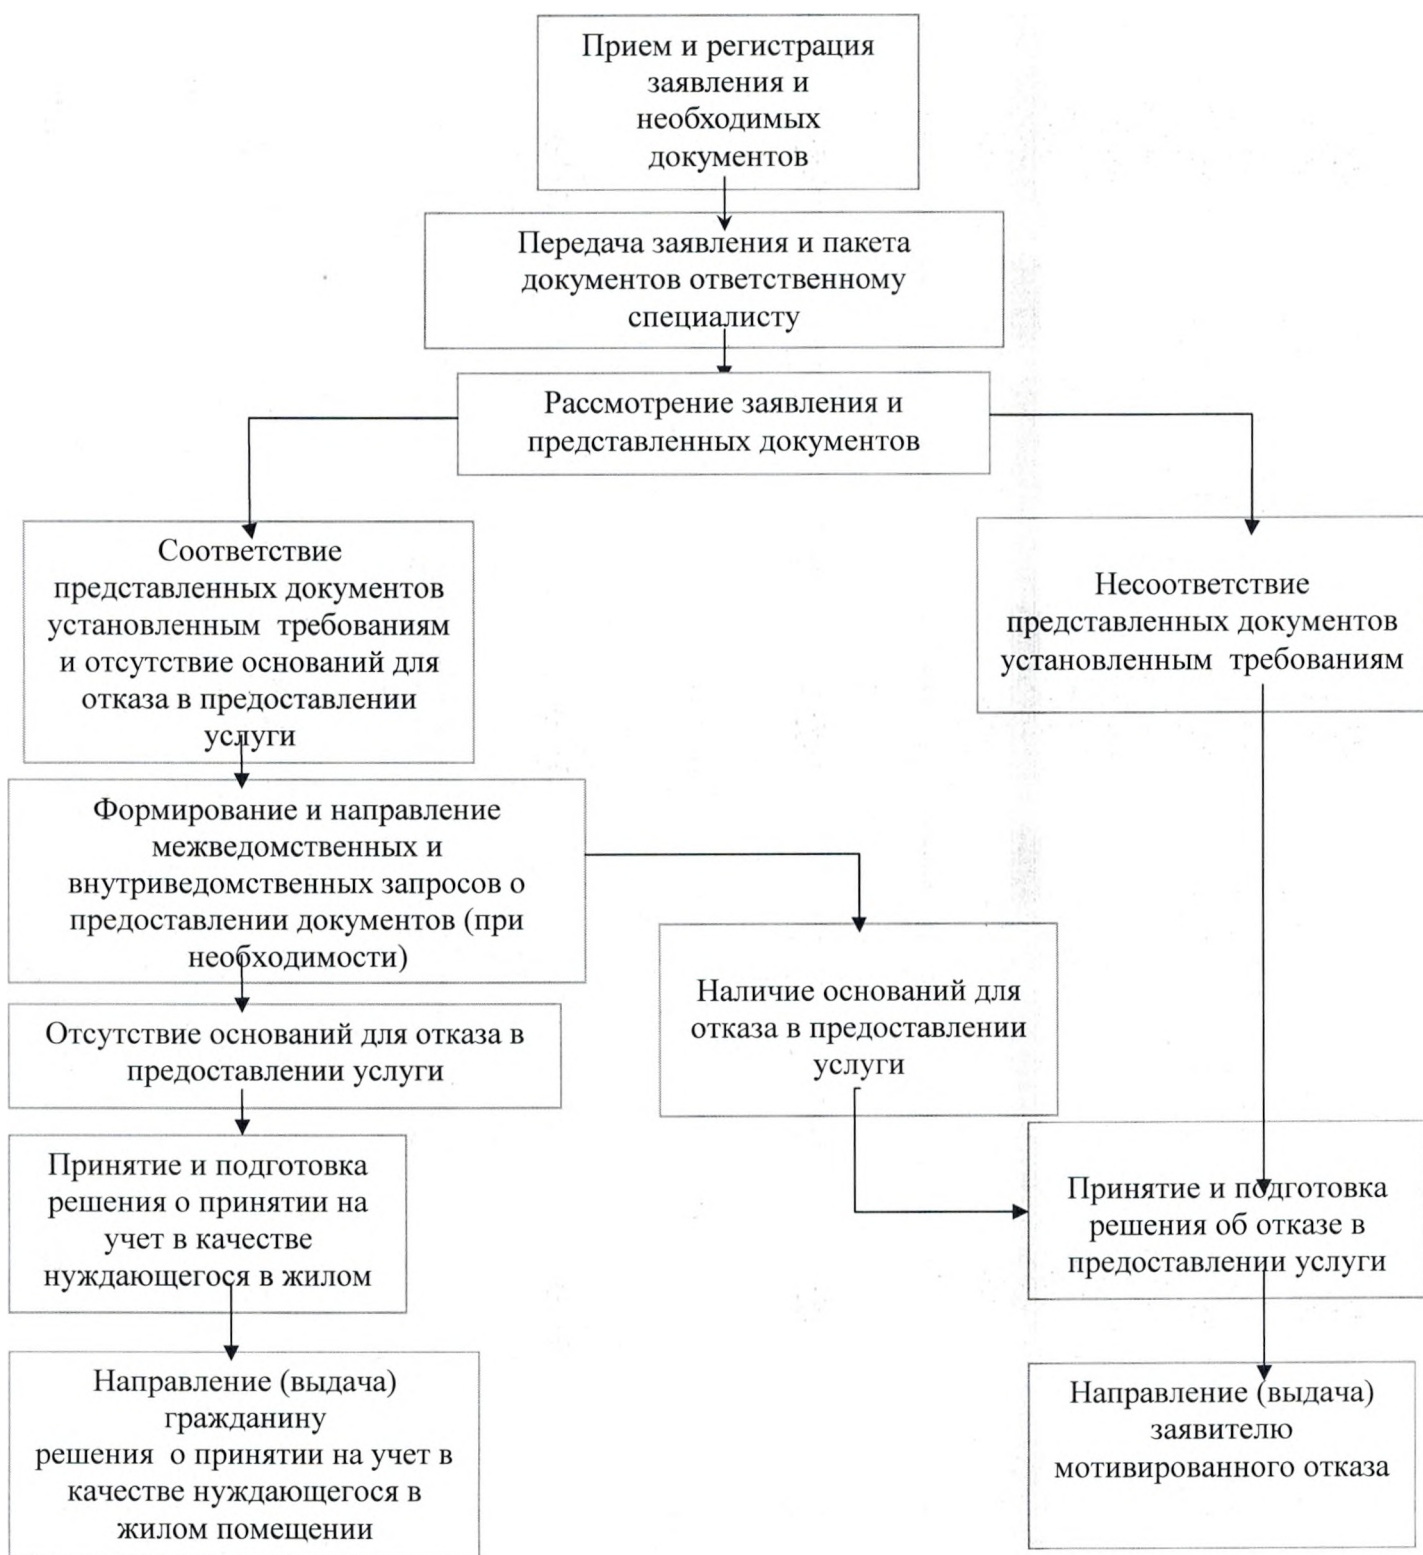 Прием и регистрация
заявления и
необходимых
документов
Передача заявления и пакета
документов ответственному
специалисту
Рассмотрение заявления и
представленных документов
Соответствие
представленных документов
установленным требованиям
и отсутствие оснований для
отказа в предоставлении
услуги
Несоответствие
представленных документов
установленным требованиям
Формирование и направление
межведомственных и
внутриведомственных запросов о
предоставлении документов (при
необходимости)
Наличие оснований для
отказа в предоставлении
услуги
Отсутствие оснований для отказа в
предоставлении услуги
Принятие и подготовка
решения о принятии на
учет в качестве
нуждающегося в жилом
Принятие и подготовка
решения об отказе в
предоставлении услуги
Направление (выдача)
гражданину
решения о принятии на учет в
качестве нуждающегося в
жилом помещении
Направление (выдача)
заявителю
мотивированного отказа